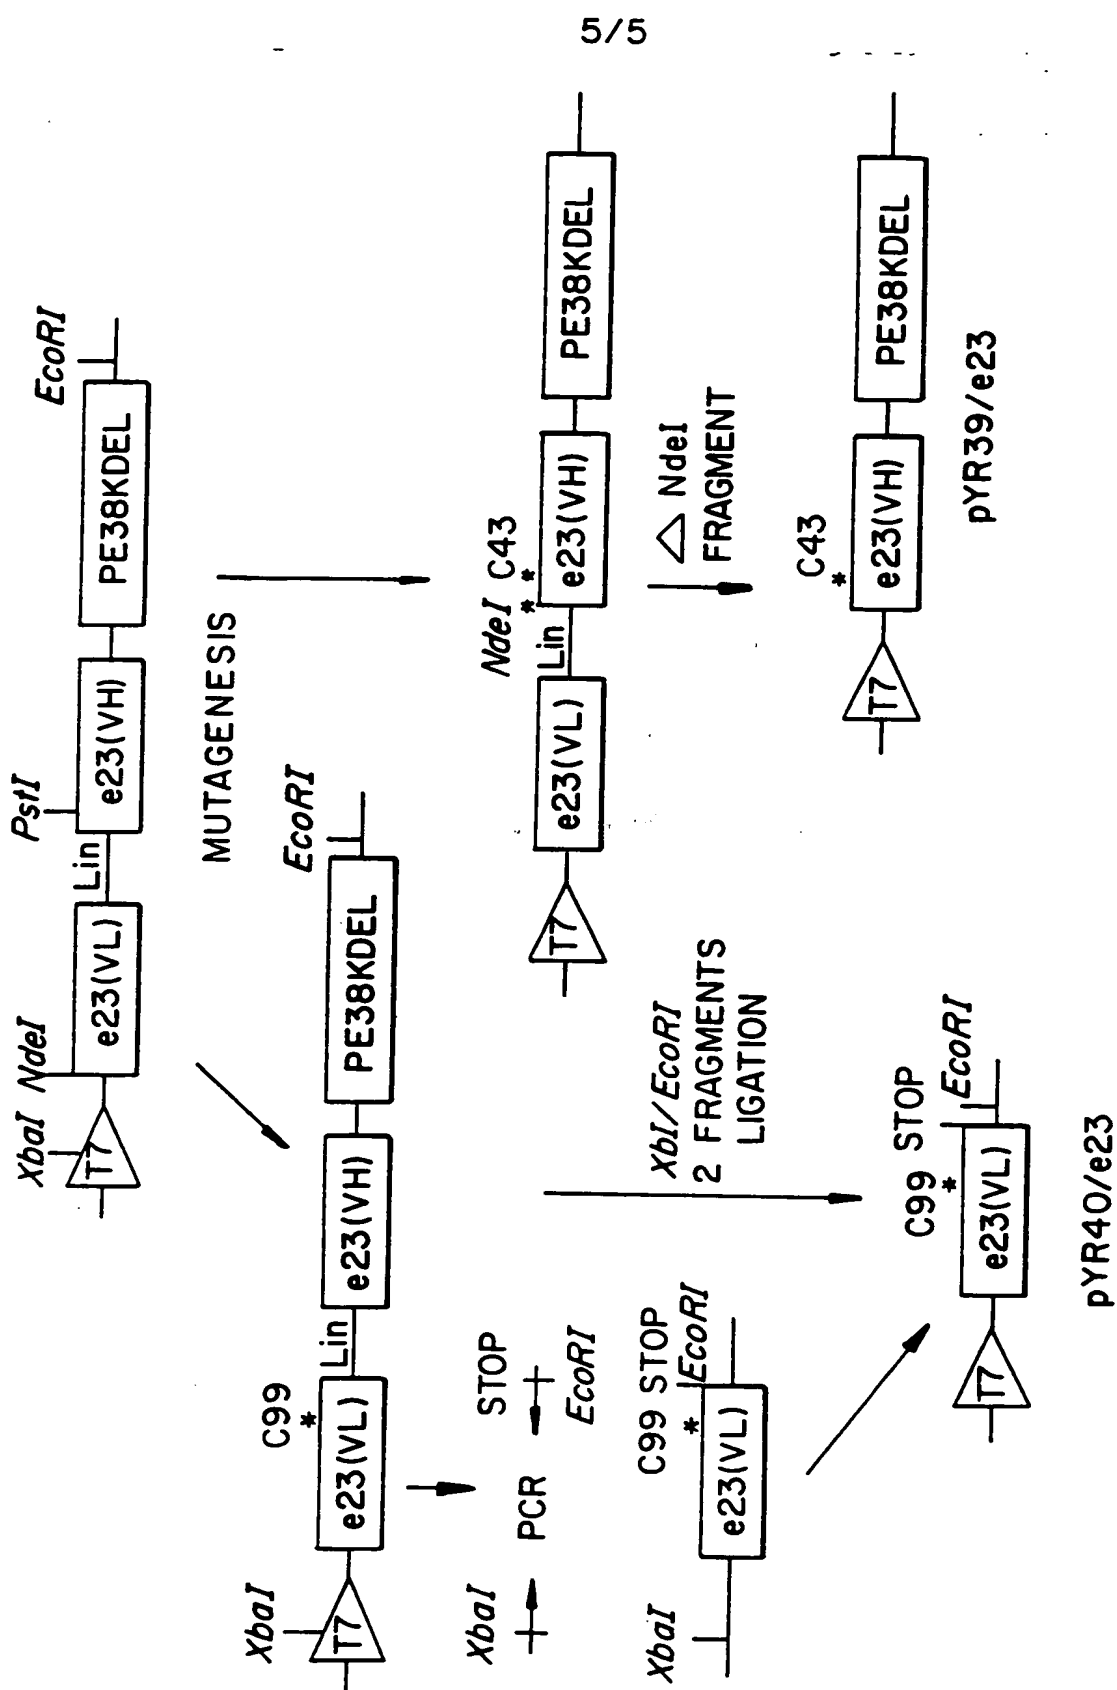 5/5
XbaI NdeI PstI EcoRI
T7 e23(VL) Lin e23(VH) PE38KDEL
MUTAGENESIS
XbaI C99 EcoRI
T7 e23(VL) Lin e23(VH) PE38KDEL
NdeI C43
* *
T7 e23(VL) Lin e23(VH) PE38KDEL
XbaI PCR STOP
EcoRI
△ NdeI
FRAGMENT
XbI/EcoRI
2 FRAGMENTS
LIGATION
XbaI C99 STOP
* EcoRI
e23(VL)
C43
*
T7 e23(VH) PE38KDEL
pYR39/e23
C99 STOP
* EcoRI
T7 e23(VL)
pYR40/e23